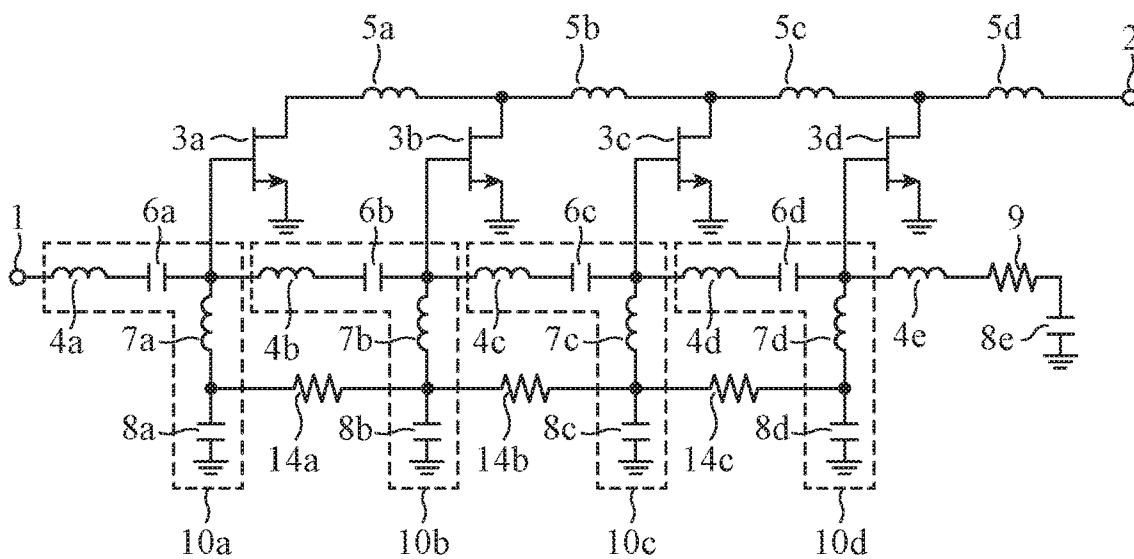 5a 5b 5c 5d 2
3a 3b 3c 3d
1 6a 6b 6c 6d 9
4a 7a 4b 7b 4c 7c 4d 7d 4e 8e
8a 14a 8b 14b 8c 14c 8d
10a 10b 10c 10d